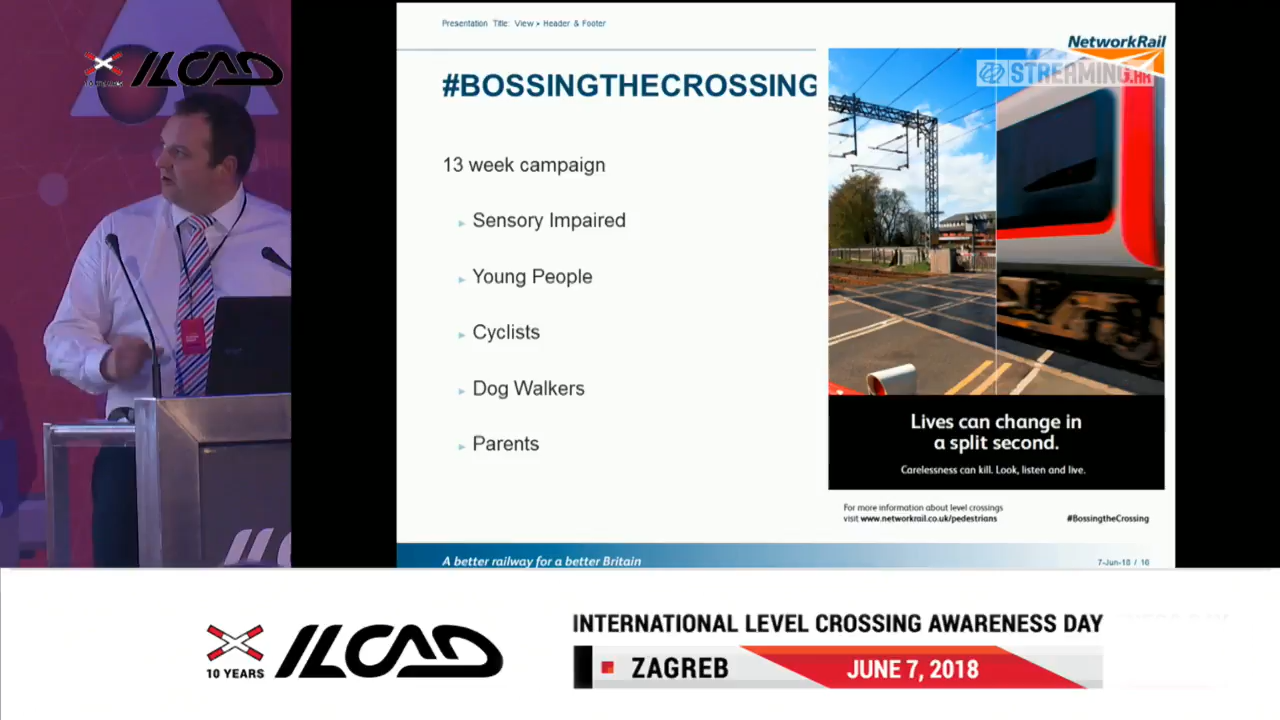 Presentation Title: View > Header & Footer
NetworkRail
STREAMING.HR
ILCAD
#BOSSINGTHECROSSING
13 week campaign
Sensory Impaired
Young People
Cyclists
Dog Walkers
Parents
Lives can change in
a split second.
Carelessness can kill. Look, listen and live.
For more information about level crossings
visit www.networkrail.co.uk/pedestrians
#BossingtheCrossing
A better railway for a better Britain
7-Jun-18 / 16
10 YEARS
ILCAD
INTERNATIONAL LEVEL CROSSING AWARENESS DAY
ZAGREB
JUNE 7, 2018